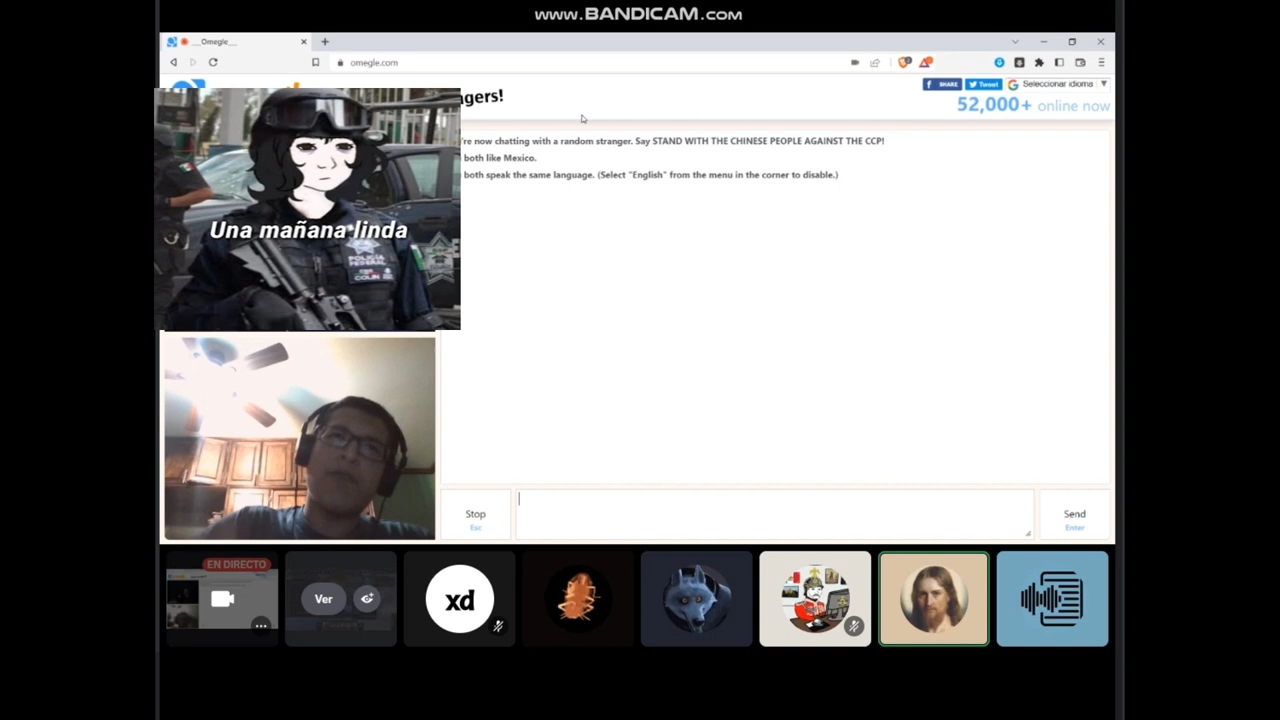 www.BANDICAM.com
__Omegle__
omegle.com
SHARE
Tweet
G Seleccionar idioma
gers!
52,000+ online now
're now chatting with a random stranger. Say STAND WITH THE CHINESE PEOPLE AGAINST THE CCP!
both like Mexico.
both speak the same language. (Select "English" from the menu in the corner to disable.)
Una mañana linda
POLICÍA
FEDERAL
COLIN
Stop
Esc
Send
Enter
EN DIRECTO
Ver
xd